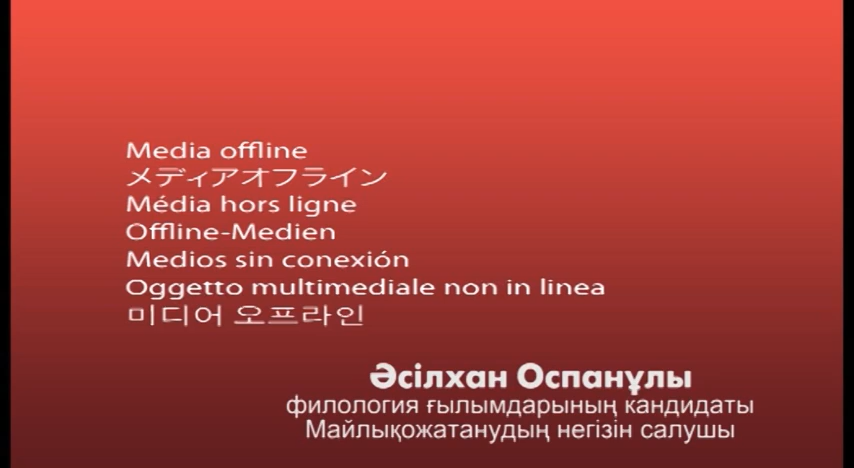 Media offline
メディアオフライン
Média hors ligne
Offline-Medien
Medios sin conexión
Oggetto multimediale non in linea
미디어 오프라인
Әсілхан Оспанұлы
филология ғылымдарының кандидаты
Майлықожатанудың негізін салушы